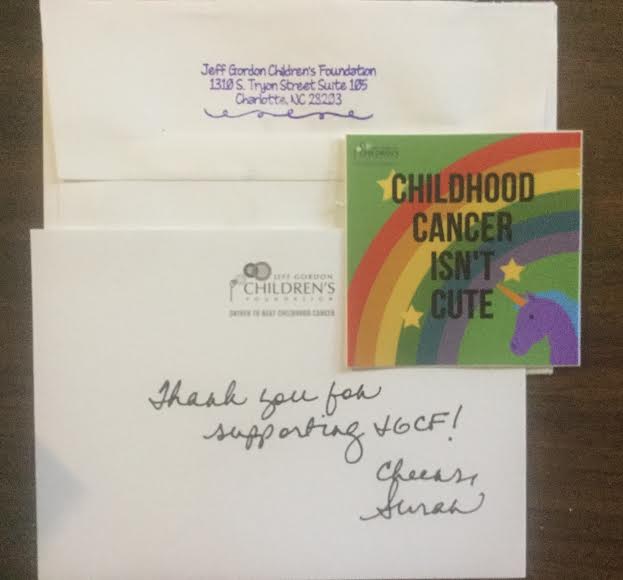 Jeff Gordon Children's Foundation
1310 S. Tryon Street Suite 105
Charlotte, NC 28203
CHILDREN'S
CHILDHOOD
CANCER
ISN'T
CUTE
JEFF GORDON
CHILDREN'S
FOUNDATION
DRIVEN TO BEAT CHILDHOOD CANCER
Thank you for
supporting JGCF!
Cheers,
Sarah